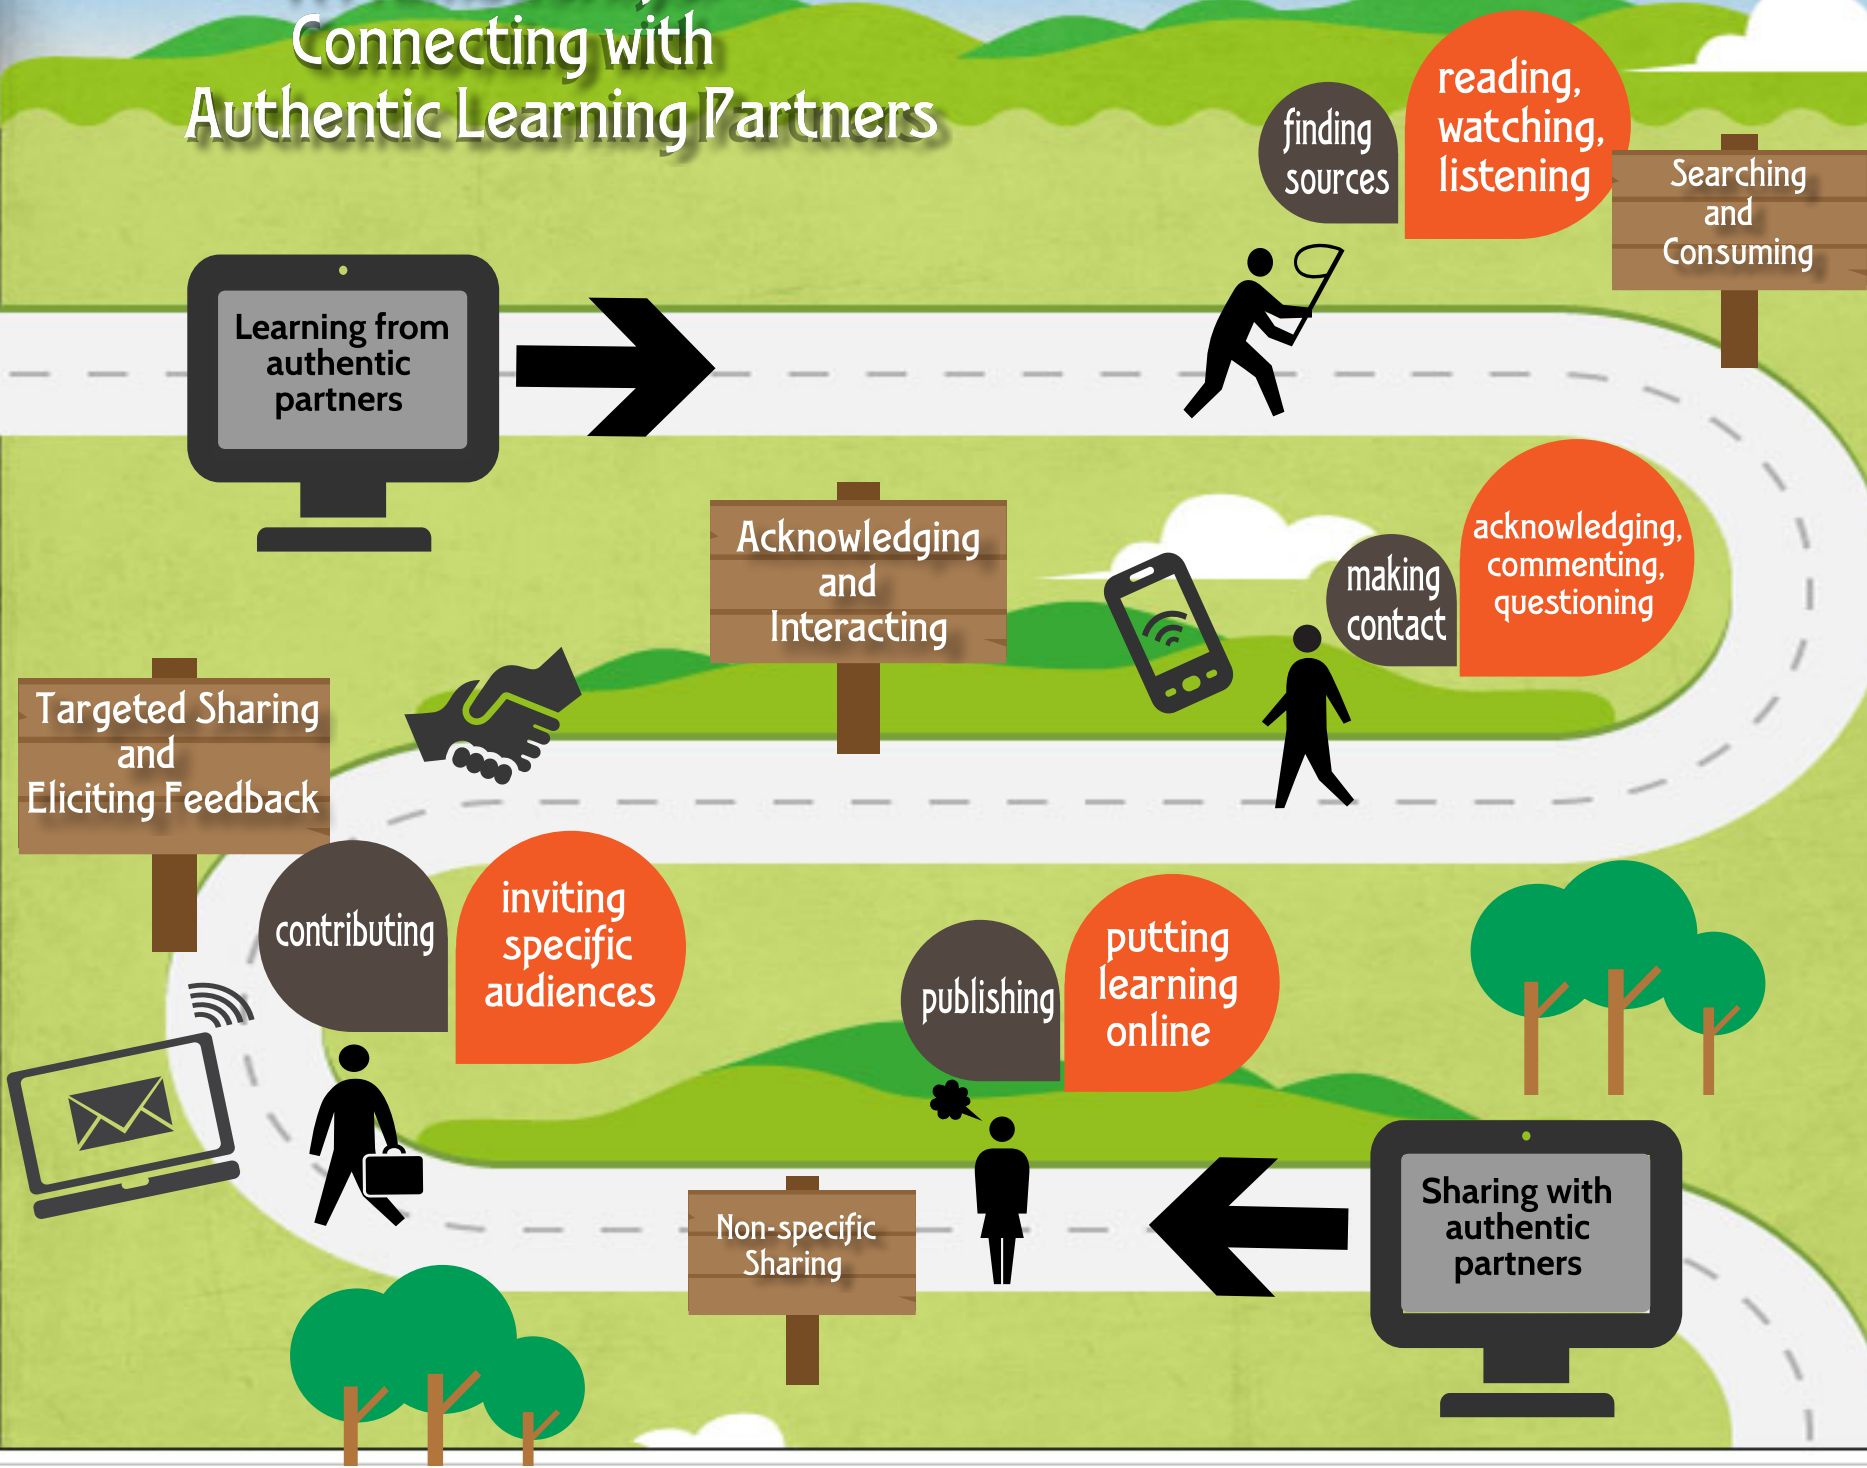 Connecting with
Authentic Learning Partners
finding
sources
reading,
watching,
listening
Searching
and
Consuming
Learning from
authentic
partners
Acknowledging
and
Interacting
making
contact
acknowledging,
commenting,
questioning
Targeted Sharing
and
Eliciting Feedback
contributing
inviting
specific
audiences
publishing
putting
learning
online
Non-specific
Sharing
Sharing with
authentic
partners